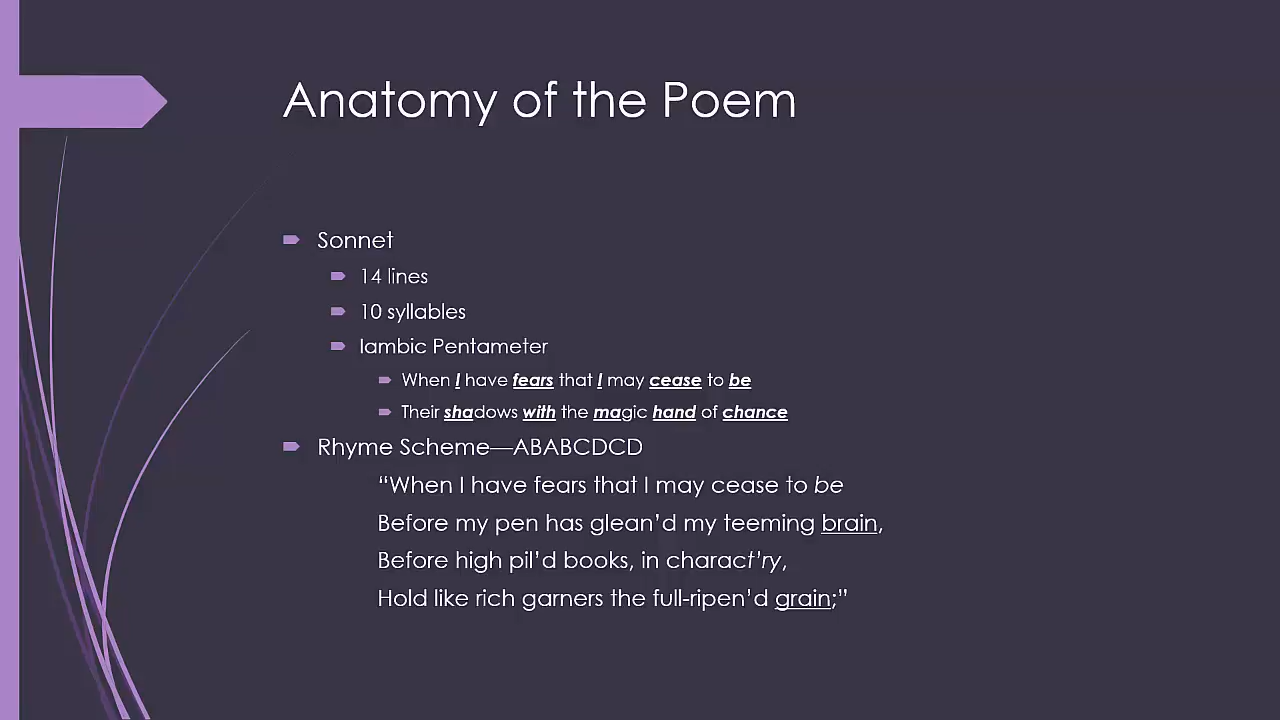 Anatomy of the Poem
Sonnet
14 lines
10 syllables
Iambic Pentameter
When I have fears that I may cease to be
Their shadows with the magic hand of chance
Rhyme Scheme—ABABCDCD
“When I have fears that I may cease to be
Before my pen has glean’d my teeming brain,
Before high pil’d books, in charact’ry,
Hold like rich garners the full-ripen’d grain;”